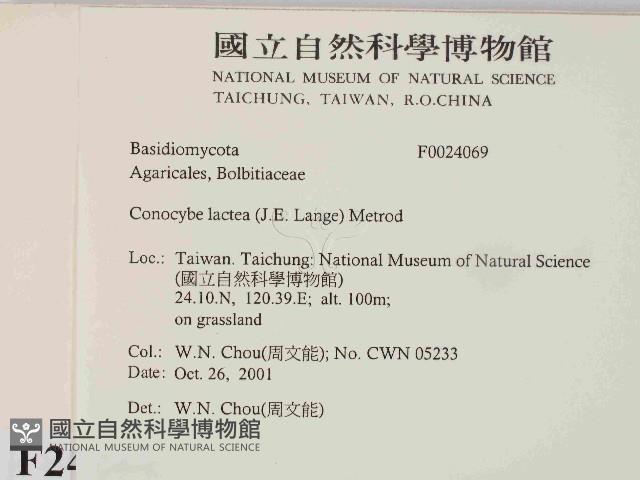 國立自然科學博物館
NATIONAL MUSEUM OF NATURAL SCIENCE
TAICHUNG, TAIWAN, R.O.CHINA
Basidiomycota F0024069
Agaricales, Bolbitiaceae
Conocybe lactea (J.E. Lange) Metrod
Loc.: Taiwan. Taichung: National Museum of Natural Science
(國立自然科學博物館)
24.10.N, 120.39.E; alt. 100m;
on grassland
Col.: W.N. Chou(周文能); No. CWN 05233
Date: Oct. 26, 2001
Det.: W.N. Chou(周文能)
國立自然科學博物館
NATIONAL MUSEUM OF NATURAL SCIENCE
F24